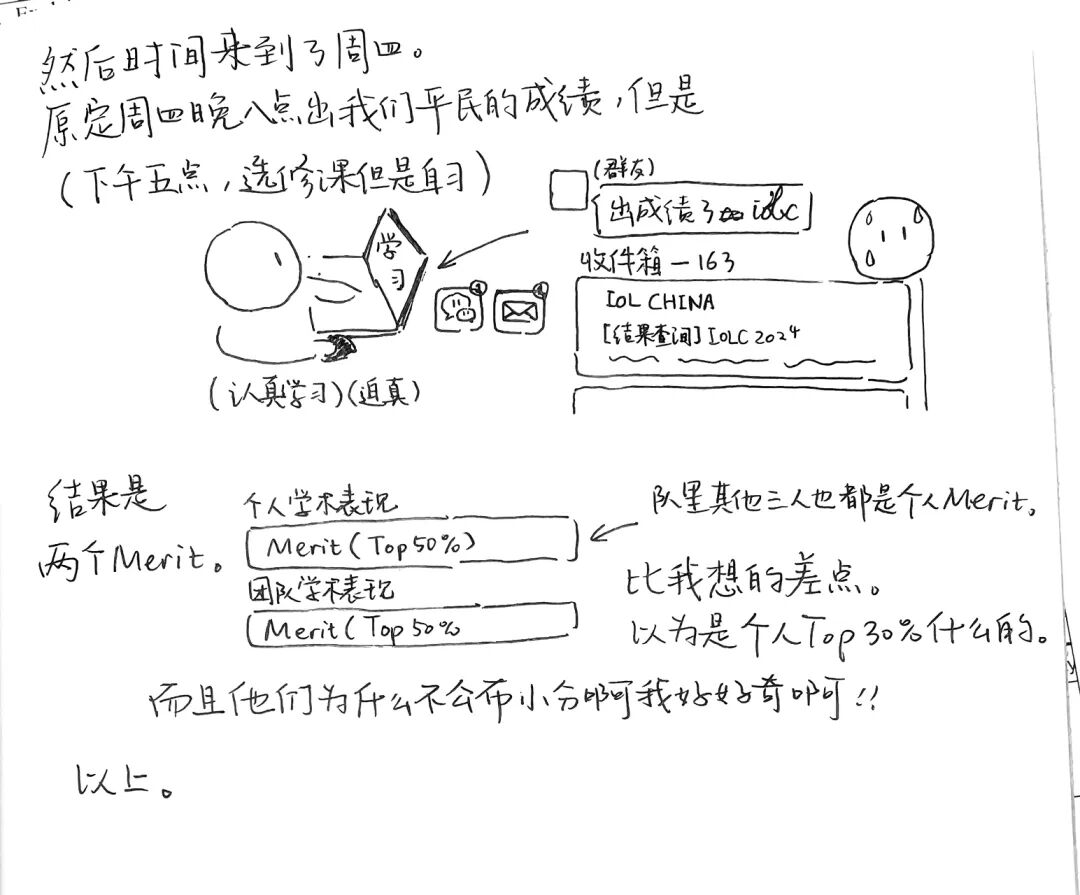 然后时间来到了周四。
原定周四晚八点出我们平民的成绩，但是
（下午五点，选修课但是自习）
学习
（认真学习）（迫真）
（群友）
出成绩了 iolc
收件箱－163
IOL CHINA
[结果查询] IOLC 2024
结果是
两个Merit。
个人学术表现
Merit (Top 50%)
团队学术表现
Merit (Top 50%
队里其他三人也都是个人Merit。
比我想的差点。
以为是个人Top 30%什么的。
而且他们为什么不公布小分啊啊我好好奇啊啊!!
以上。